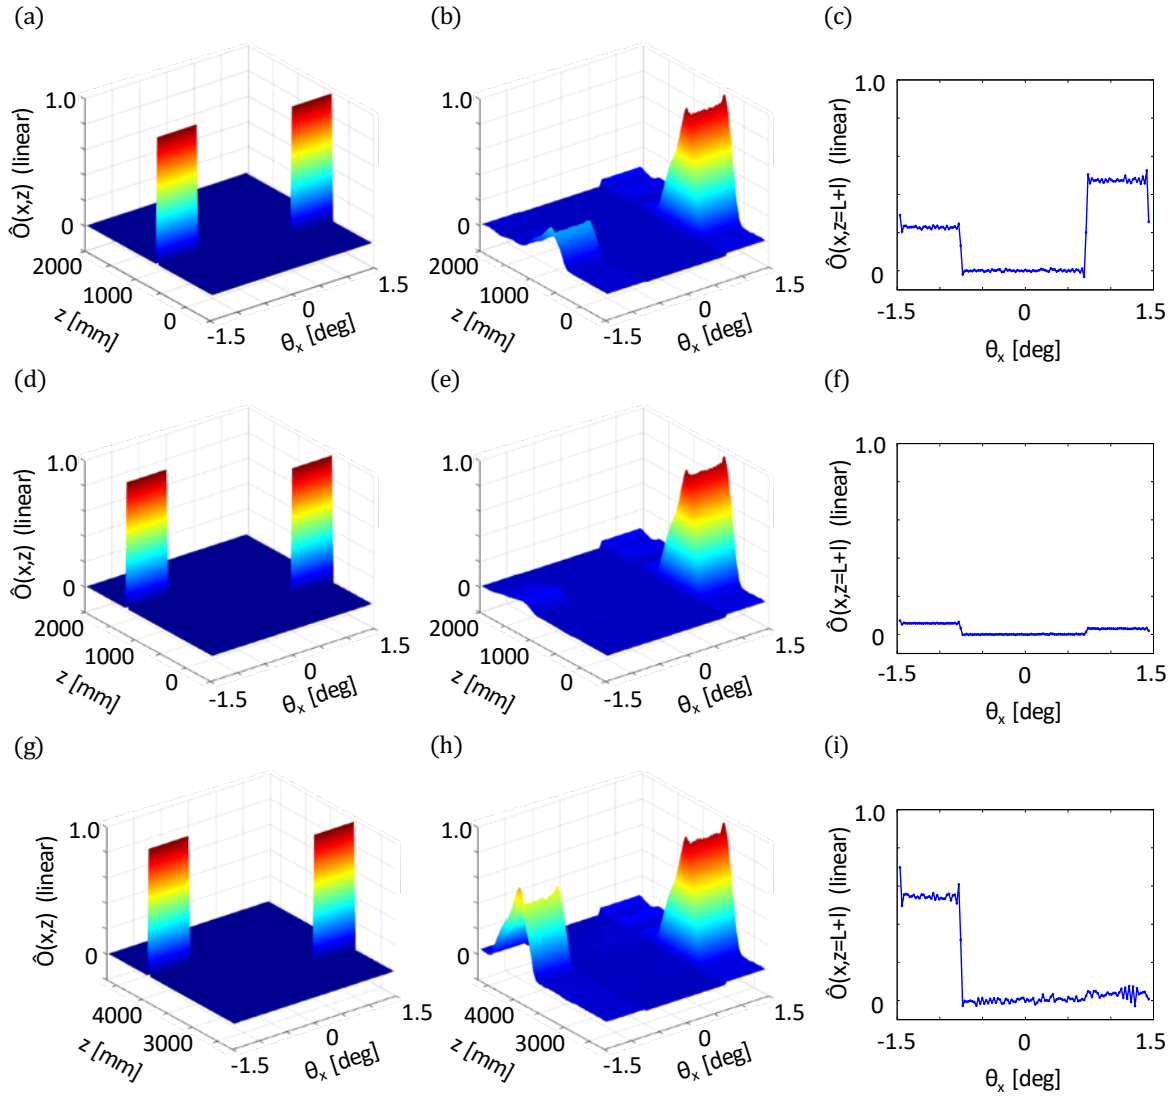 (a)
(b)
(c)
Ô(x,z) (linear)
1.0
0
2000
1000
0
z [mm]
-1.5
0
1.5
θx [deg]
1.0
0
2000
1000
0
z [mm]
-1.5
0
1.5
θx [deg]
Ô(x,z=L+l) (linear)
1.0
0
-1.5
0
1.5
θx [deg]
(d)
(e)
(f)
Ô(x,z) (linear)
1.0
0
2000
1000
0
z [mm]
-1.5
0
1.5
θx [deg]
1.0
0
2000
1000
0
z [mm]
-1.5
0
1.5
θx [deg]
Ô(x,z=L+l) (linear)
1.0
0
-1.5
0
1.5
θx [deg]
(g)
(h)
(i)
Ô(x,z) (linear)
1.0
0
4000
3000
z [mm]
-1.5
0
1.5
θx [deg]
1.0
0
4000
3000
z [mm]
-1.5
0
1.5
θx [deg]
Ô(x,z=L+l) (linear)
1.0
0
-1.5
0
1.5
θx [deg]